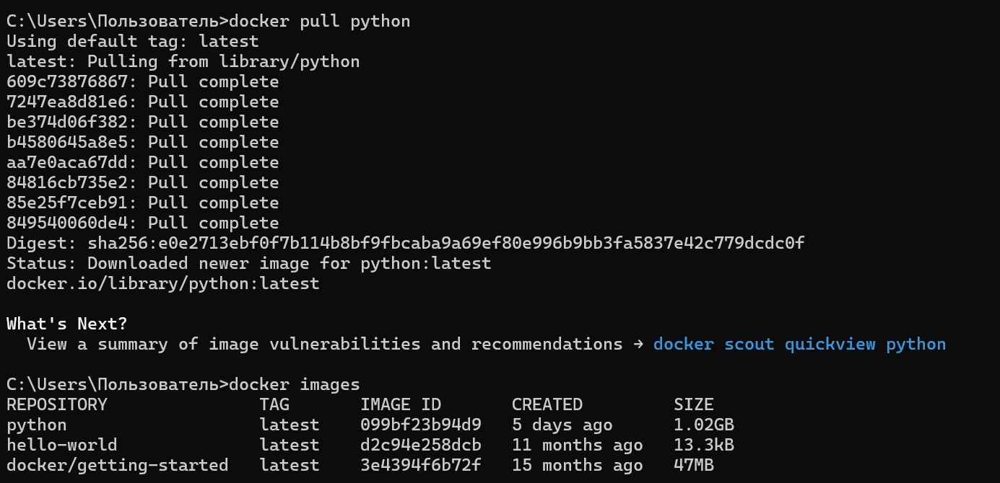 C:\Users\Пользователь>docker pull python
Using default tag: latest
latest: Pulling from library/python
609c73876867: Pull complete
7247ea8d81e6: Pull complete
be374d06f382: Pull complete
b4580645a8e5: Pull complete
aa7e0aca67dd: Pull complete
84816cb735e2: Pull complete
85e25f7ceb91: Pull complete
849540060de4: Pull complete
Digest: sha256:e0e2713ebf0f7b114b8bf9fbcaba9a69ef80e996b9bb3fa5837e42c779dcdc0f
Status: Downloaded newer image for python:latest
docker.io/library/python:latest
What's Next?
View a summary of image vulnerabilities and recommendations → docker scout quickview python
C:\Users\Пользователь>docker images
REPOSITORY TAG IMAGE ID CREATED SIZE
python latest 099bf23b94d9 5 days ago 1.02GB
hello-world latest d2c94e258dcb 11 months ago 13.3kB
docker/getting-started latest 3e4394f6b72f 15 months ago 47MB